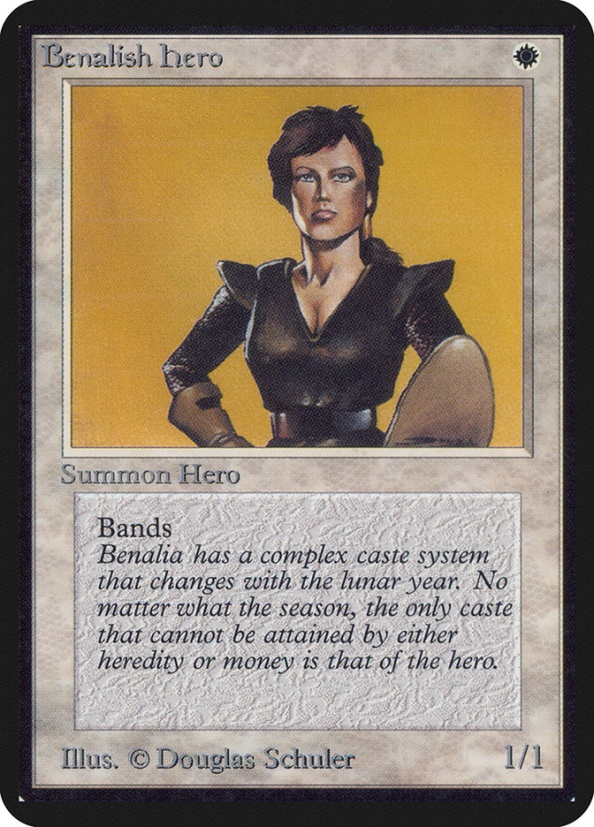 Benalish Hero
Summon Hero
Bands
Benalia has a complex caste system
that changes with the lunar year. No
matter what the season, the only caste
that cannot be attained by either
heredity or money is that of the hero.
Illus. © Douglas Schuler
1/1